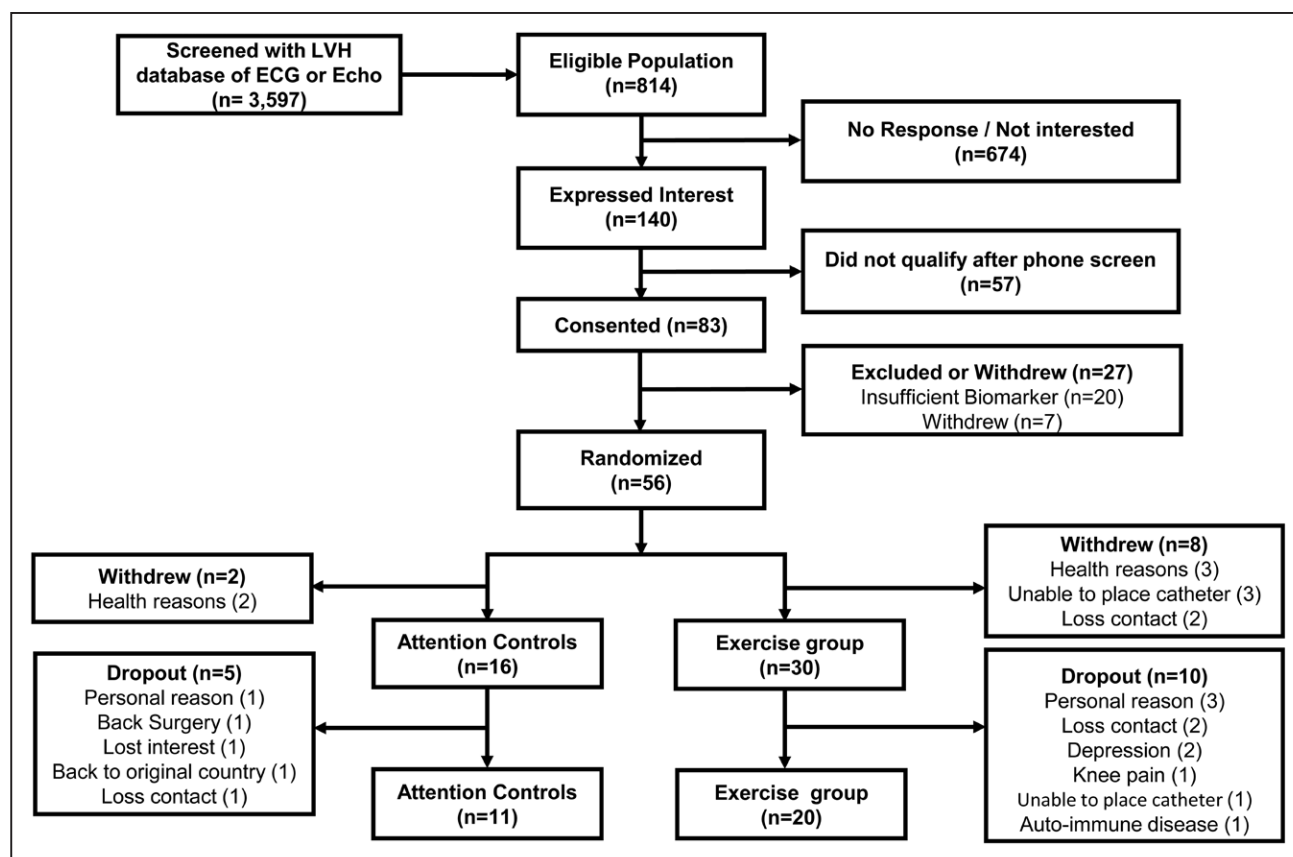 Screened with LVH
database of ECG or Echo
(n= 3,597)
Eligible Population
(n=814)
No Response / Not interested
(n=674)
Expressed Interest
(n=140)
Did not qualify after phone screen
(n=57)
Consented (n=83)
Excluded or Withdrew (n=27)
Insufficient Biomarker (n=20)
Withdrew (n=7)
Randomized
(n=56)
Withdrew (n=2)
Health reasons (2)
Withdrew (n=8)
Health reasons (3)
Unable to place catheter (3)
Loss contact (2)
Attention Controls
(n=16)
Exercise group
(n=30)
Dropout (n=5)
Personal reason (1)
Back Surgery (1)
Lost interest (1)
Back to original country (1)
Loss contact (1)
Dropout (n=10)
Personal reason (3)
Loss contact (2)
Depression (2)
Knee pain (1)
Unable to place catheter (1)
Auto-immune disease (1)
Attention Controls
(n=11)
Exercise  group
(n=20)